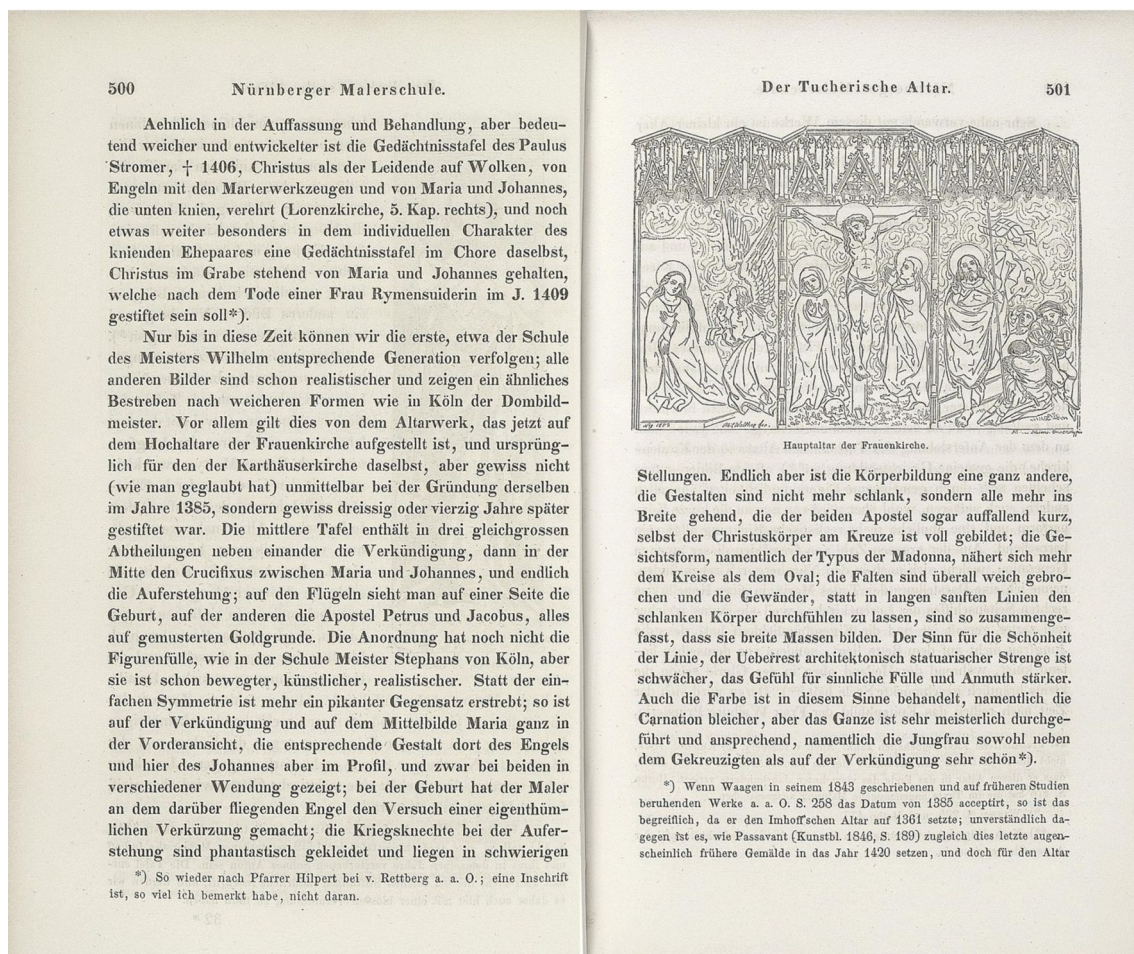 500 Nürnberger Malerschule.
Aehnlich in der Auffassung und Behandlung, aber bedeu-
tend weicher und entwickelter ist die Gedächtnisstafel des Paulus
Stromer, † 1406, Christus als der Leidende auf Wolken, von
Engeln mit den Marterwerkzeugen und von Maria und Johannes,
die unten knien, verehrt (Lorenzkirche, 5. Kap. rechts), und noch
etwas weiter besonders in dem individuellen Charakter des
knienden Ehepaares eine Gedächtnisstafel im Chore daselbst,
Christus im Grabe stehend von Maria und Johannes gehalten,
welche nach dem Tode einer Frau Rymensuiderin im J. 1409
gestiftet sein soll*).
Nur bis in diese Zeit können wir die erste, etwa der Schule
des Meisters Wilhelm entsprechende Generation verfolgen; alle
anderen Bilder sind schon realistischer und zeigen ein ähnliches
Bestreben nach weicheren Formen wie in Köln der Dombild-
meister. Vor allem gilt dies von dem Altarwerk, das jetzt auf
dem Hochaltare der Frauenkirche aufgestellt ist, und ursprüng-
lich für den der Karthäuserkirche daselbst, aber gewiss nicht
(wie man geglaubt hat) unmittelbar bei der Gründung derselben
im Jahre 1385, sondern gewiss dreissig oder vierzig Jahre später
gestiftet war. Die mittlere Tafel enthält in drei gleichgrossen
Abtheilungen neben einander die Verkündigung, dann in der
Mitte den Crucifixus zwischen Maria und Johannes, und endlich
die Auferstehung; auf den Flügeln sieht man auf einer Seite die
Geburt, auf der anderen die Apostel Petrus und Jacobus, alles
auf gemusterten Goldgrunde. Die Anordnung hat noch nicht die
Figurenfülle, wie in der Schule Meister Stephans von Köln, aber
sie ist schon bewegter, künstlicher, realistischer. Statt der ein-
fachen Symmetrie ist mehr ein pikanter Gegensatz erstrebt; so ist
auf der Verkündigung und auf dem Mittelbilde Maria ganz in
der Vorderansicht, die entsprechende Gestalt dort des Engels
und hier des Johannes aber im Profil, und zwar bei beiden in
verschiedener Wendung gezeigt; bei der Geburt hat der Maler
an dem darüber fliegenden Engel den Versuch einer eigenthüm-
lichen Verkürzung gemacht; die Kriegsknechte bei der Aufer-
stehung sind phantastisch gekleidet und liegen in schwierigen
*) So wieder nach Pfarrer Hilpert bei v. Rettberg a. a. O.; eine Inschrift
ist, so viel ich bemerkt habe, nicht daran.
Der Tucherische Altar. 501
Hauptaltar der Frauenkirche.
Stellungen. Endlich aber ist die Körperbildung eine ganz andere,
die Gestalten sind nicht mehr schlank, sondern alle mehr ins
Breite gehend, die der beiden Apostel sogar auffallend kurz,
selbst der Christuskörper am Kreuze ist voll gebildet; die Ge-
sichtsform, namentlich der Typus der Madonna, nähert sich mehr
dem Kreise als dem Oval; die Falten sind überall weich gebro-
chen und die Gewänder, statt in langen sanften Linien den
schlanken Körper durchfühlen zu lassen, sind so zusammenge-
fasst, dass sie breite Massen bilden. Der Sinn für die Schönheit
der Linie, der Ueberrest architektonisch statuarischer Strenge ist
schwächer, das Gefühl für sinnliche Fülle und Anmuth stärker.
Auch die Farbe ist in diesem Sinne behandelt, namentlich die
Carnation bleicher, aber das Ganze ist sehr meisterlich durchge-
führt und ansprechend, namentlich die Jungfrau sowohl neben
dem Gekreuzigten als auf der Verkündigung sehr schön*).
*) Wenn Waagen in seinem 1843 geschriebenen und auf früheren Studien
beruhenden Werke a. a. O. S. 258 das Datum von 1385 acceptirt, so ist das
begreiflich, da er den Imhoff'schen Altar auf 1361 setzte; unverständlich da-
gegen ist es, wie Passavant (Kunstbl. 1846, S. 189) zugleich dies letzte augen-
scheinlich frühere Gemälde in das Jahr 1420 setzen, und doch für den Altar